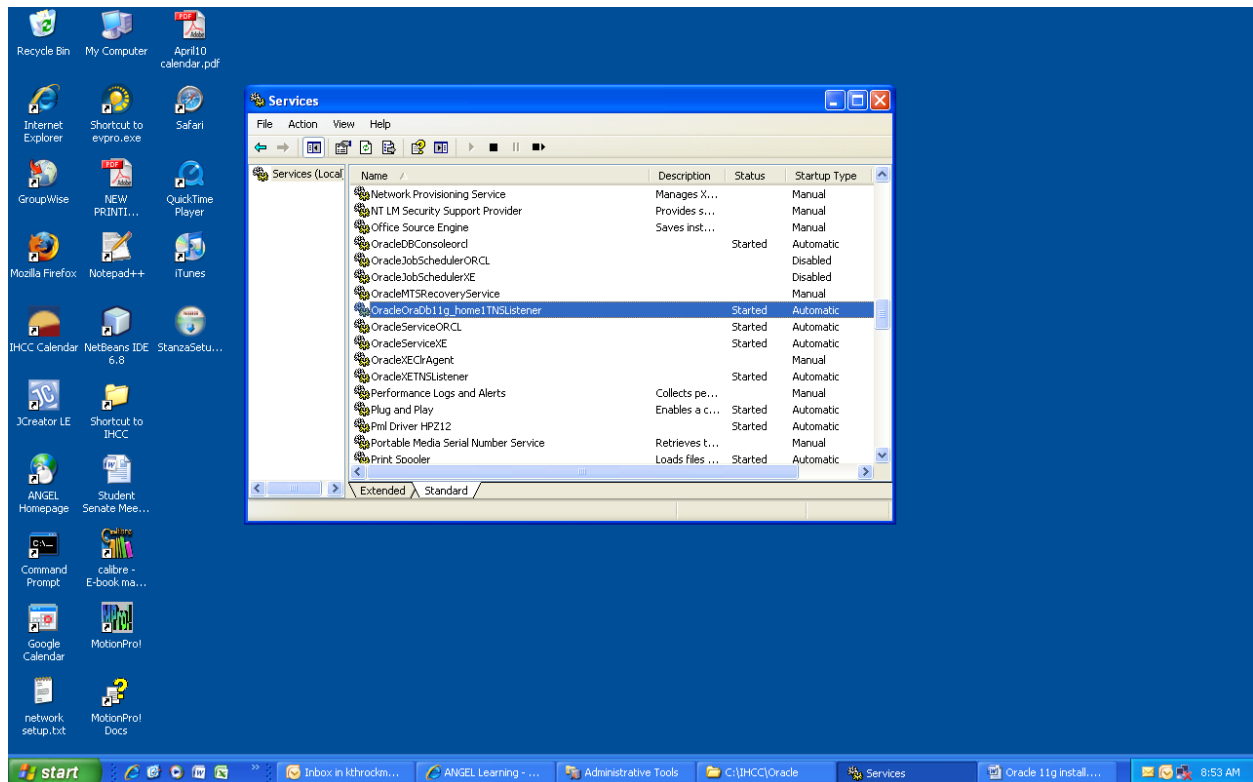 Recycle Bin
My Computer
April10
calendar.pdf
Internet
Explorer
Shortcut to
evpro.exe
Safari
GroupWise
NEW
PRINTI...
QuickTime
Player
Mozilla Firefox
Notepad++
iTunes
IHCC Calendar
NetBeans IDE
6.8
StanzaSetu...
JCreator LE
Shortcut to
IHCC
ANGEL
Homepage
Student
Senate Mee...
Command
Prompt
calibre -
E-book ma...
Google
Calendar
MotionPro!
network
setup.txt
MotionPro!
Docs
Services
File Action View Help
Services (Local
Name Description Status Startup Type
Network Provisioning Service Manages X... Manual
NT LM Security Support Provider Provides s... Manual
Office Source Engine Saves inst... Manual
OracleDBConsoleorcl Started Automatic
OracleJobSchedulerORCL Disabled
OracleJobSchedulerXE Disabled
OracleMTSRecoveryService Manual
OracleOraDb11g_home1TNSListener Started Automatic
OracleServiceORCL Started Automatic
OracleServiceXE Started Automatic
OracleXEClrAgent Manual
OracleXETNSListener Started Automatic
Performance Logs and Alerts Collects pe... Manual
Plug and Play Enables a c... Started Automatic
Pml Driver HPZ12 Started Automatic
Portable Media Serial Number Service Retrieves t... Manual
Print Spooler Loads files ... Started Automatic
Extended Standard
start
Inbox in kthrockm...
ANGEL Learning - ...
Administrative Tools
C:\IHCC\Oracle
Services
Oracle 11g install....
8:53 AM